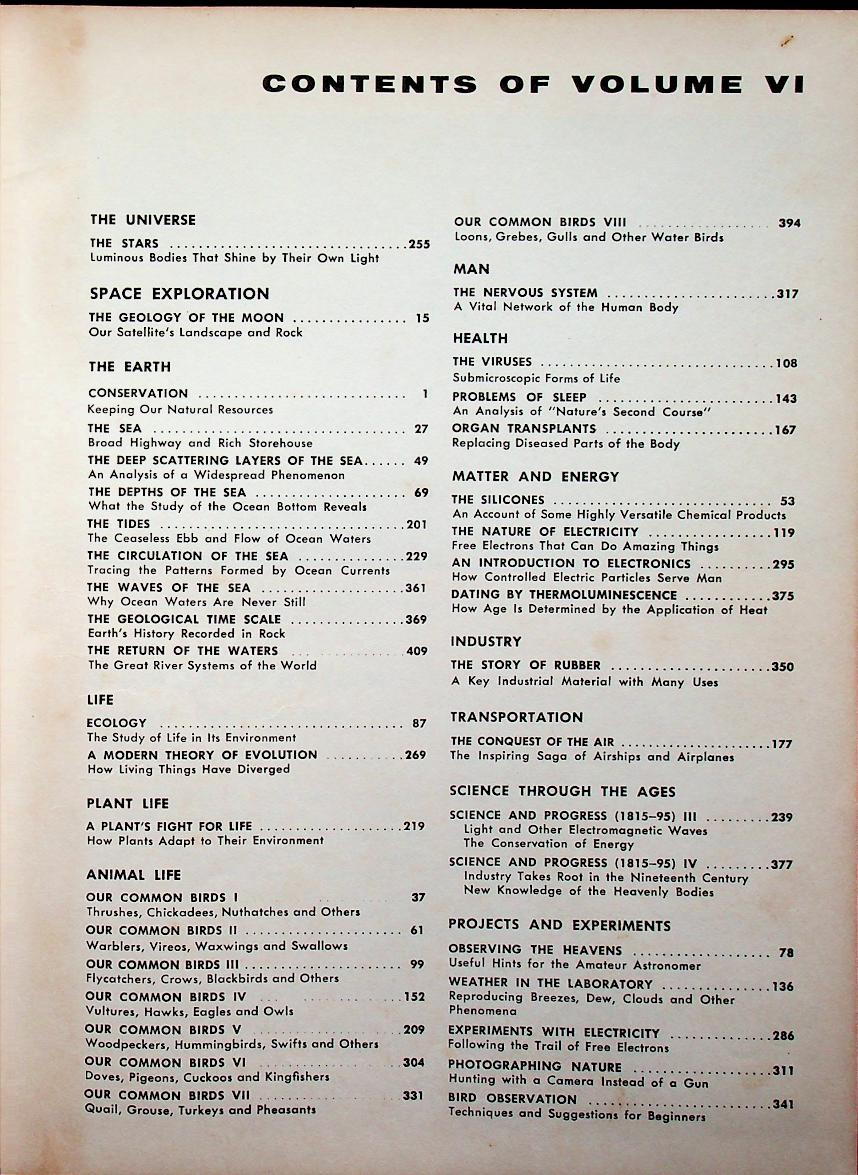 CONTENTS OF VOLUME VI
THE UNIVERSE
THE STARS ................................255
Luminous Bodies That Shine by Their Own Light
SPACE EXPLORATION
THE GEOLOGY OF THE MOON ................ 15
Our Satellite's Landscape and Rock
THE EARTH
CONSERVATION ............................ 1
Keeping Our Natural Resources
THE SEA .................................. 27
Broad Highway and Rich Storehouse
THE DEEP SCATTERING LAYERS OF THE SEA...... 49
An Analysis of a Widespread Phenomenon
THE DEPTHS OF THE SEA ..................... 69
What the Study of the Ocean Bottom Reveals
THE TIDES .................................201
The Ceaseless Ebb and Flow of Ocean Waters
THE CIRCULATION OF THE SEA ...............229
Tracing the Patterns Formed by Ocean Currents
THE WAVES OF THE SEA ....................361
Why Ocean Waters Are Never Still
THE GEOLOGICAL TIME SCALE ................369
Earth's History Recorded in Rock
THE RETURN OF THE WATERS ................409
The Great River Systems of the World
LIFE
ECOLOGY .................................. 87
The Study of Life in Its Environment
A MODERN THEORY OF EVOLUTION ...........269
How Living Things Have Diverged
PLANT LIFE
A PLANT'S FIGHT FOR LIFE ....................219
How Plants Adapt to Their Environment
ANIMAL LIFE
OUR COMMON BIRDS I ...................... 37
Thrushes, Chickadees, Nuthatches and Others
OUR COMMON BIRDS II ...................... 61
Warblers, Vireos, Waxwings and Swallows
OUR COMMON BIRDS III...................... 99
Flycatchers, Crows, Blackbirds and Others
OUR COMMON BIRDS IV .....................152
Vultures, Hawks, Eagles and Owls
OUR COMMON BIRDS V .....................209
Woodpeckers, Hummingbirds, Swifts and Others
OUR COMMON BIRDS VI .....................304
Doves, Pigeons, Cuckoos and Kingfishers
OUR COMMON BIRDS VII ....................331
Quail, Grouse, Turkeys and Pheasants
OUR COMMON BIRDS VIII .................. 394
Loons, Grebes, Gulls and Other Water Birds
MAN
THE NERVOUS SYSTEM .......................317
A Vital Network of the Human Body
HEALTH
THE VIRUSES ................................108
Submicroscopic Forms of Life
PROBLEMS OF SLEEP ........................143
An Analysis of "Nature's Second Course"
ORGAN TRANSPLANTS .......................167
Replacing Diseased Parts of the Body
MATTER AND ENERGY
THE SILICONES .............................. 53
An Account of Some Highly Versatile Chemical Products
THE NATURE OF ELECTRICITY .................119
Free Electrons That Can Do Amazing Things
AN INTRODUCTION TO ELECTRONICS ..........295
How Controlled Electric Particles Serve Man
DATING BY THERMOLUMINESCENCE ............375
How Age Is Determined by the Application of Heat
INDUSTRY
THE STORY OF RUBBER ......................350
A Key Industrial Material with Many Uses
TRANSPORTATION
THE CONQUEST OF THE AIR .....................177
The Inspiring Saga of Airships and Airplanes
SCIENCE THROUGH THE AGES
SCIENCE AND PROGRESS (1815–95) III .........239
Light and Other Electromagnetic Waves
The Conservation of Energy
SCIENCE AND PROGRESS (1815–95) IV .........377
Industry Takes Root in the Nineteenth Century
New Knowledge of the Heavenly Bodies
PROJECTS AND EXPERIMENTS
OBSERVING THE HEAVENS ................... 78
Useful Hints for the Amateur Astronomer
WEATHER IN THE LABORATORY ...............136
Reproducing Breezes, Dew, Clouds and Other
Phenomena
EXPERIMENTS WITH ELECTRICITY ..............286
Following the Trail of Free Electrons
PHOTOGRAPHING NATURE ...................311
Hunting with a Camera Instead of a Gun
BIRD OBSERVATION .........................341
Techniques and Suggestions for Beginners